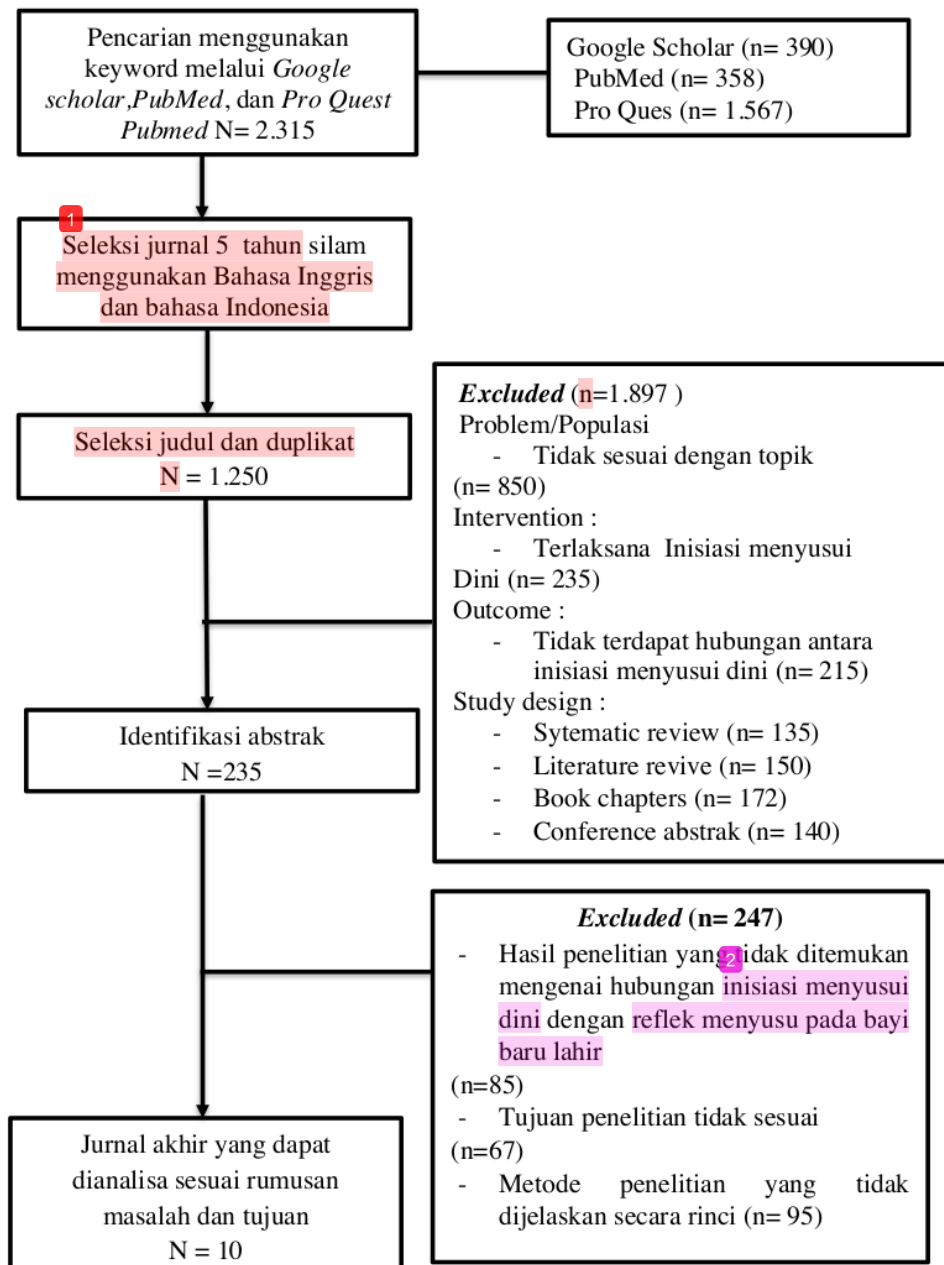 Pencarian menggunakan
keyword melalui Google
scholar,PubMed, dan Pro Quest
Pubmed N= 2.315
Google Scholar (n= 390)
PubMed (n= 358)
Pro Ques (n= 1.567)
1
Seleksi jurnal 5 tahun silam
menggunakan Bahasa Inggris
dan bahasa Indonesia
Seleksi judul dan duplikat
N = 1.250
Excluded (n=1.897 )
Problem/Populasi
- Tidak sesuai dengan topik
(n= 850)
Intervention :
- Terlaksana Inisiasi menyusui
Dini (n= 235)
Outcome :
- Tidak terdapat hubungan antara
inisiasi menyusui dini (n= 215)
Study design :
- Sytematic review (n= 135)
- Literature revive (n= 150)
- Book chapters (n= 172)
- Conference abstrak (n= 140)
Identifikasi abstrak
N =235
Excluded (n= 247)
- Hasil penelitian yang tidak ditemukan
2
mengenai hubungan inisiasi menyusui
dini dengan reflek menyusu pada bayi
baru lahir
(n=85)
- Tujuan penelitian tidak sesuai
(n=67)
- Metode penelitian yang tidak
dijelaskan secara rinci (n= 95)
Jurnal akhir yang dapat
dianalisa sesuai rumusan
masalah dan tujuan
N = 10